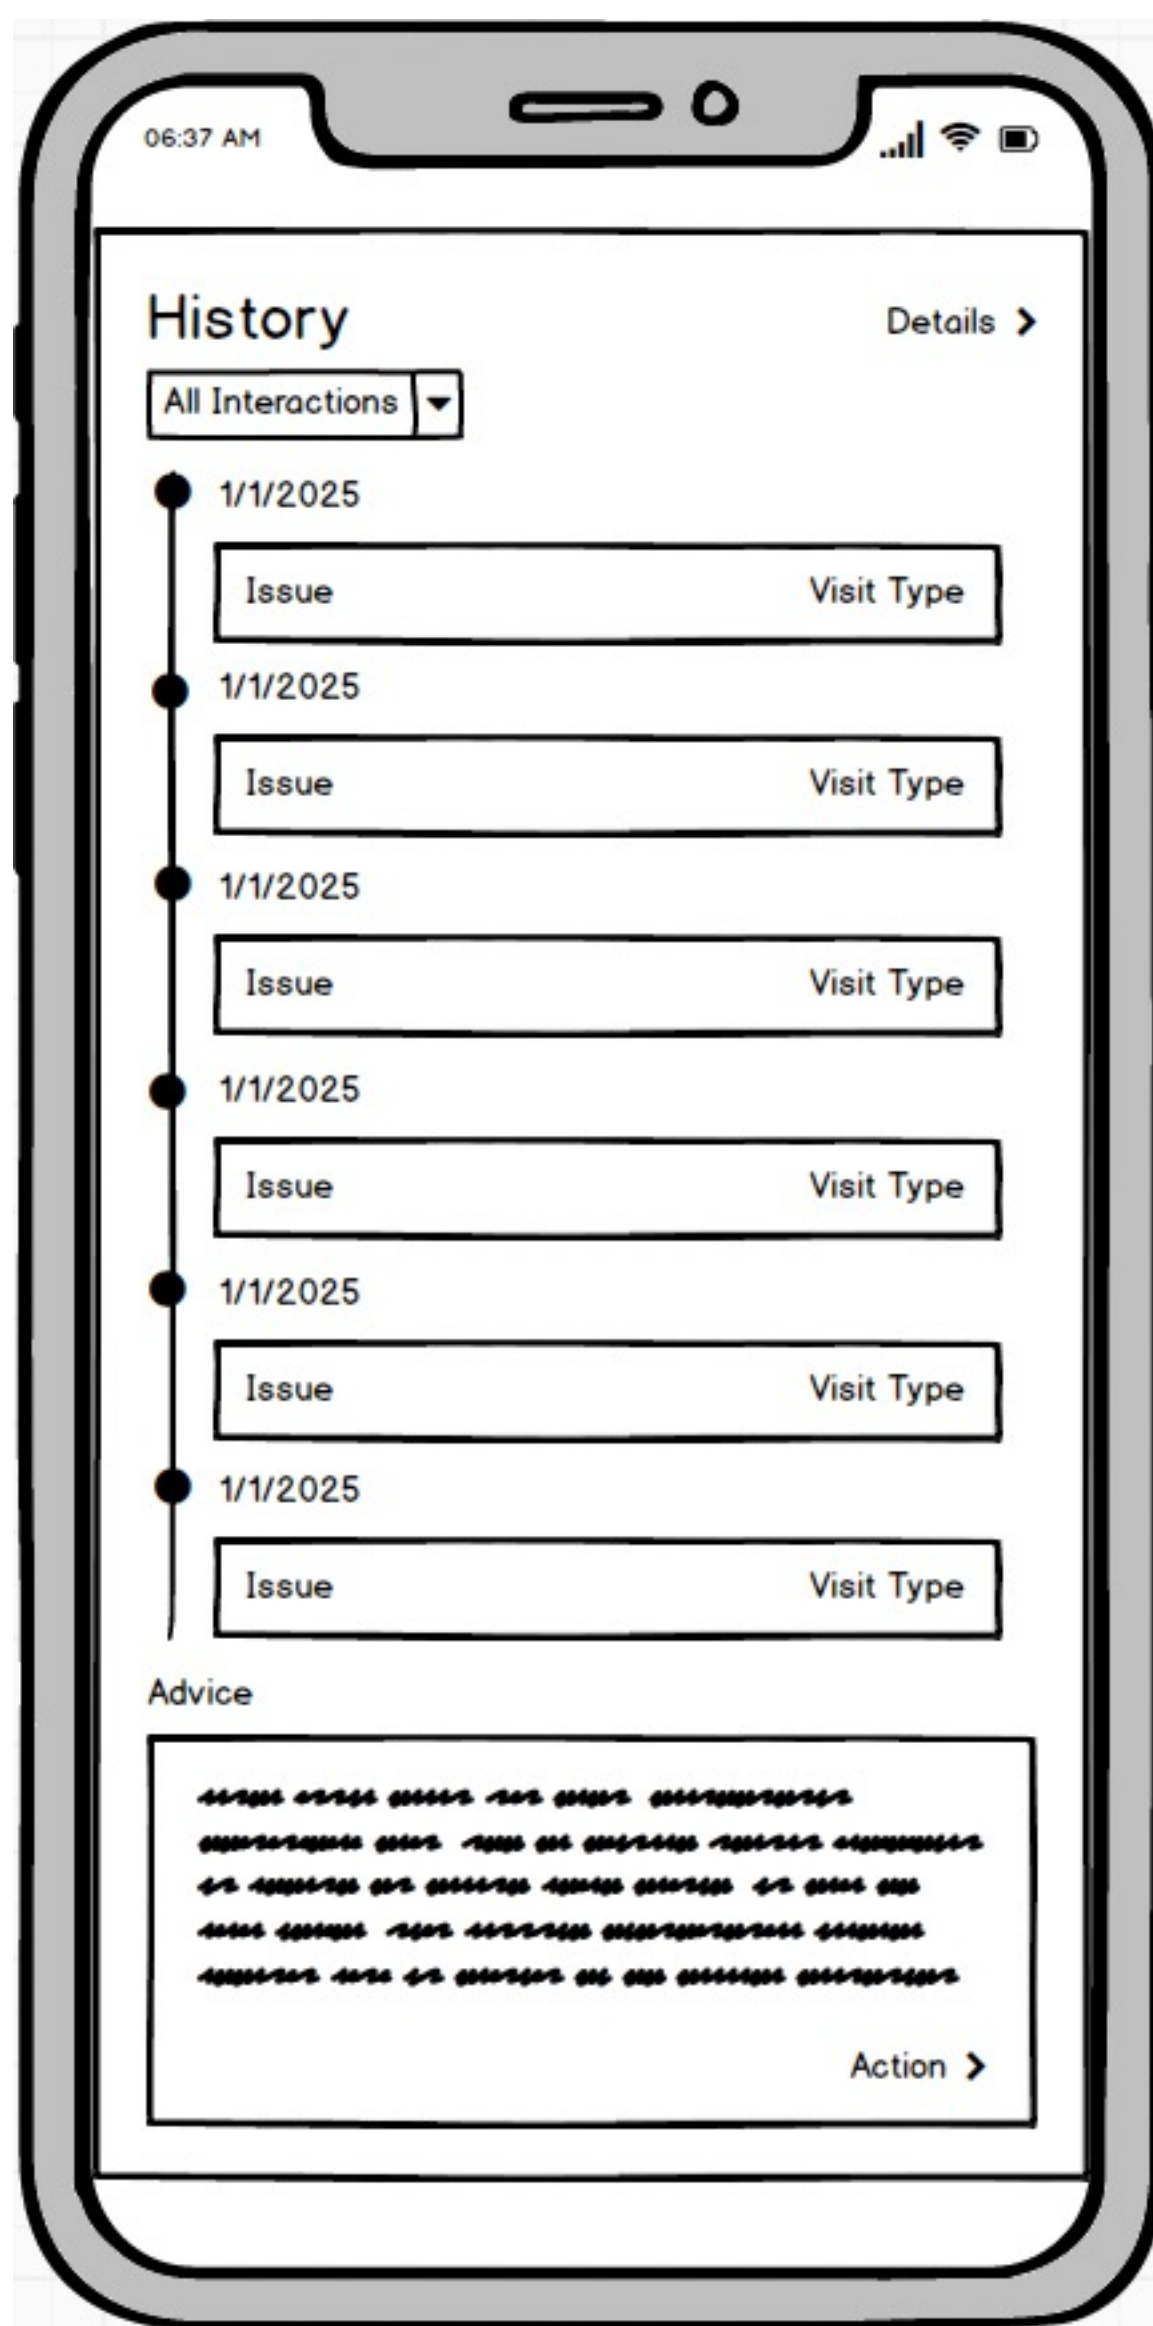 06:37 AM
History
Details
All Interactions
1/1/2025
Issue Visit Type
1/1/2025
Issue Visit Type
1/1/2025
Issue Visit Type
1/1/2025
Issue Visit Type
1/1/2025
Issue Visit Type
1/1/2025
Issue Visit Type
Advice
Action